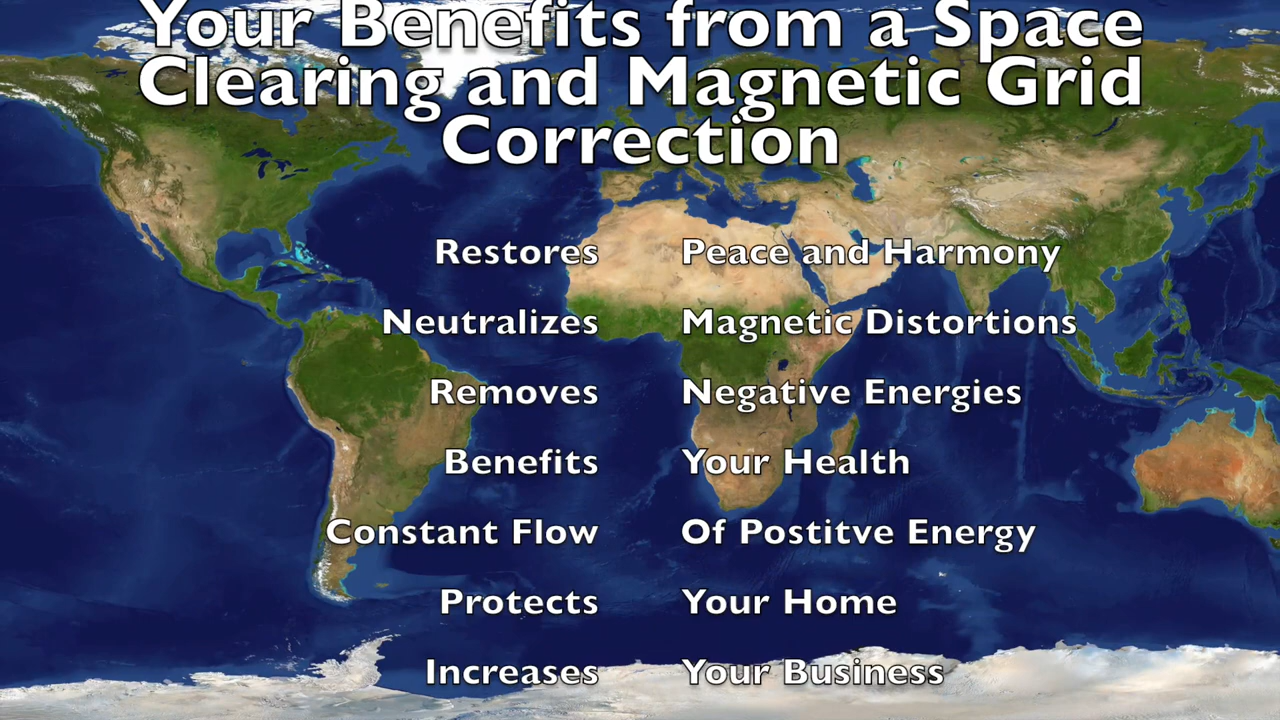 Your Benefits from a Space
Clearing and Magnetic Grid
Correction
Restores Peace and Harmony
Neutralizes Magnetic Distortions
Removes Negative Energies
Benefits Your Health
Constant Flow Of Postitve Energy
Protects Your Home
Increases Your Business